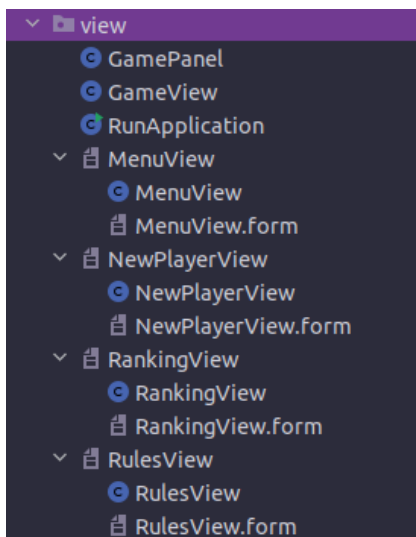 view
GamePanel
GameView
RunApplication
MenuView
MenuView
MenuView.form
NewPlayerView
NewPlayerView
NewPlayerView.form
RankingView
RankingView
RankingView.form
RulesView
RulesView
RulesView.form